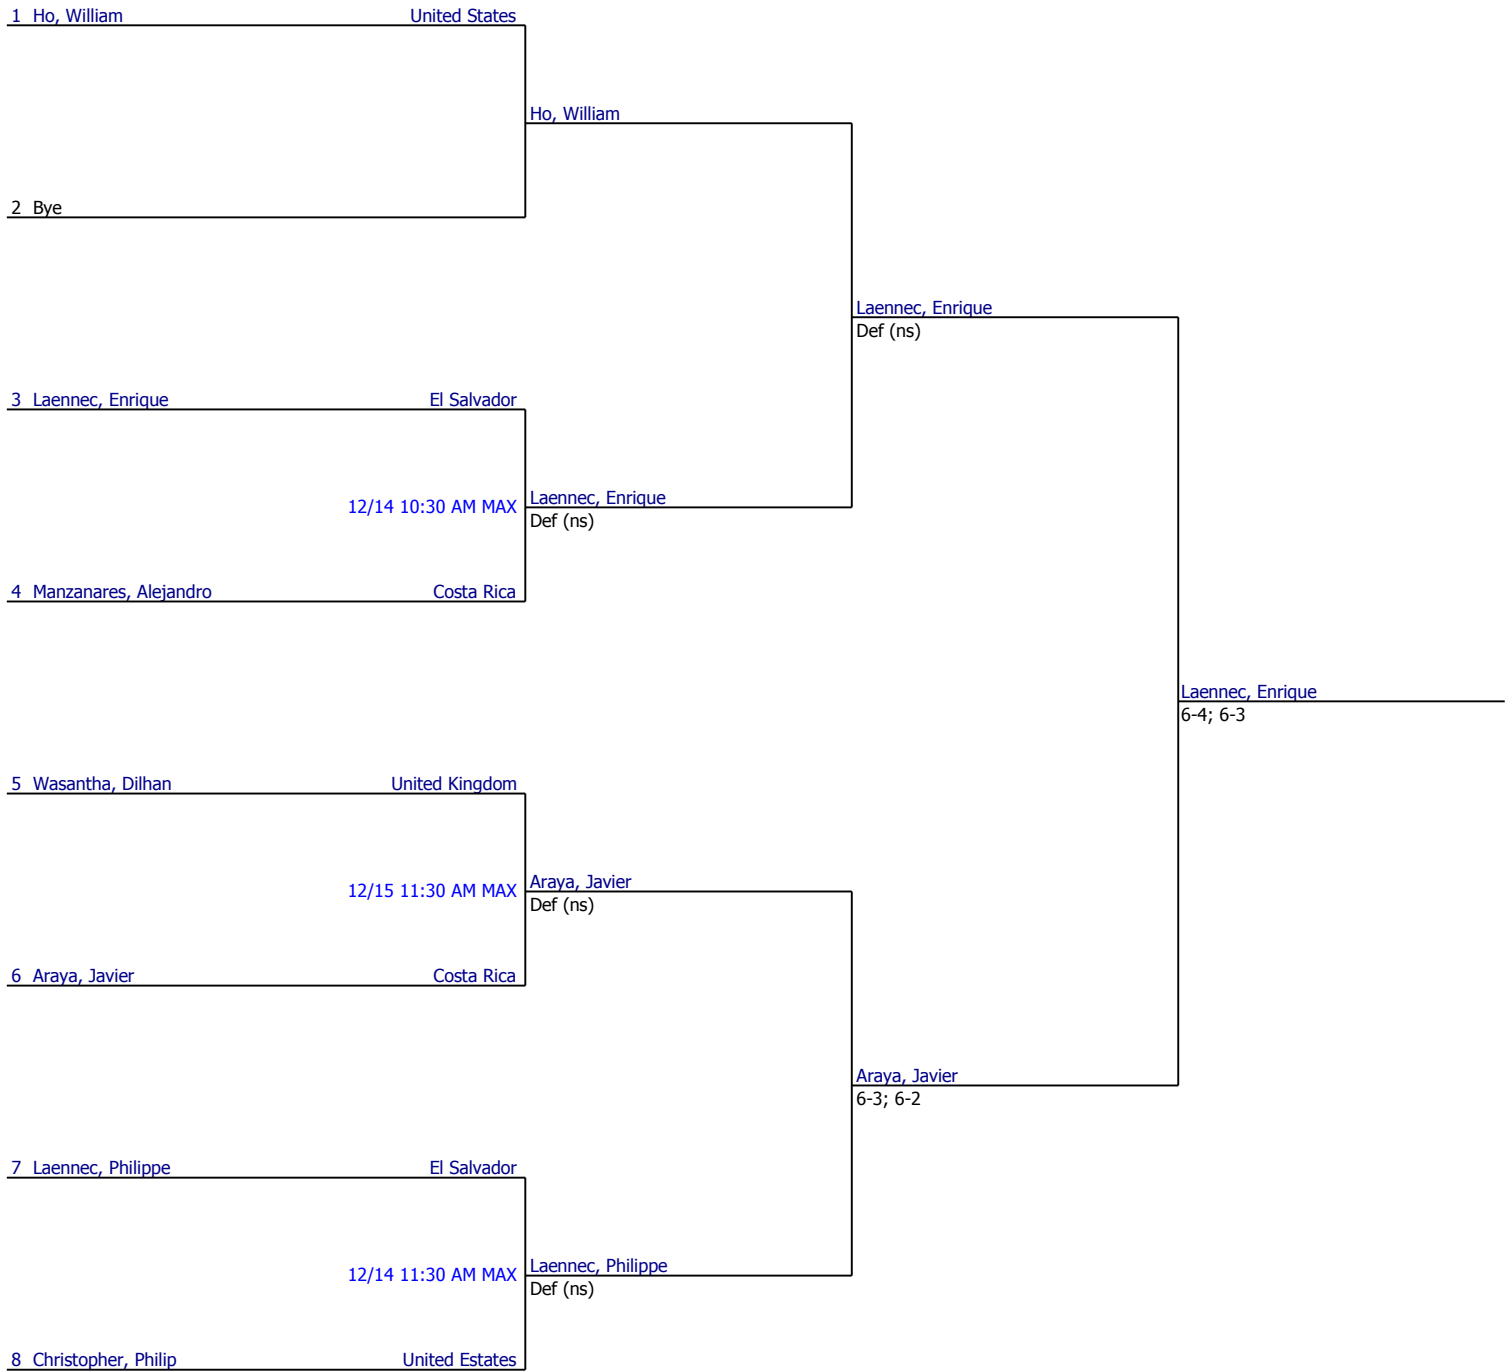 1 Ho, William United States
Ho, William
2 Bye
Laennec, Enrique
Def (ns)
3 Laennec, Enrique El Salvador
12/14 10:30 AM MAX Laennec, Enrique
Def (ns)
4 Manzanares, Alejandro Costa Rica
Laennec, Enrique
6-4; 6-3
5 Wasantha, Dilhan United Kingdom
12/15 11:30 AM MAX Araya, Javier
Def (ns)
6 Araya, Javier Costa Rica
Araya, Javier
6-3; 6-2
7 Laennec, Philippe El Salvador
12/14 11:30 AM MAX Laennec, Philippe
Def (ns)
8 Christopher, Philip United Estates